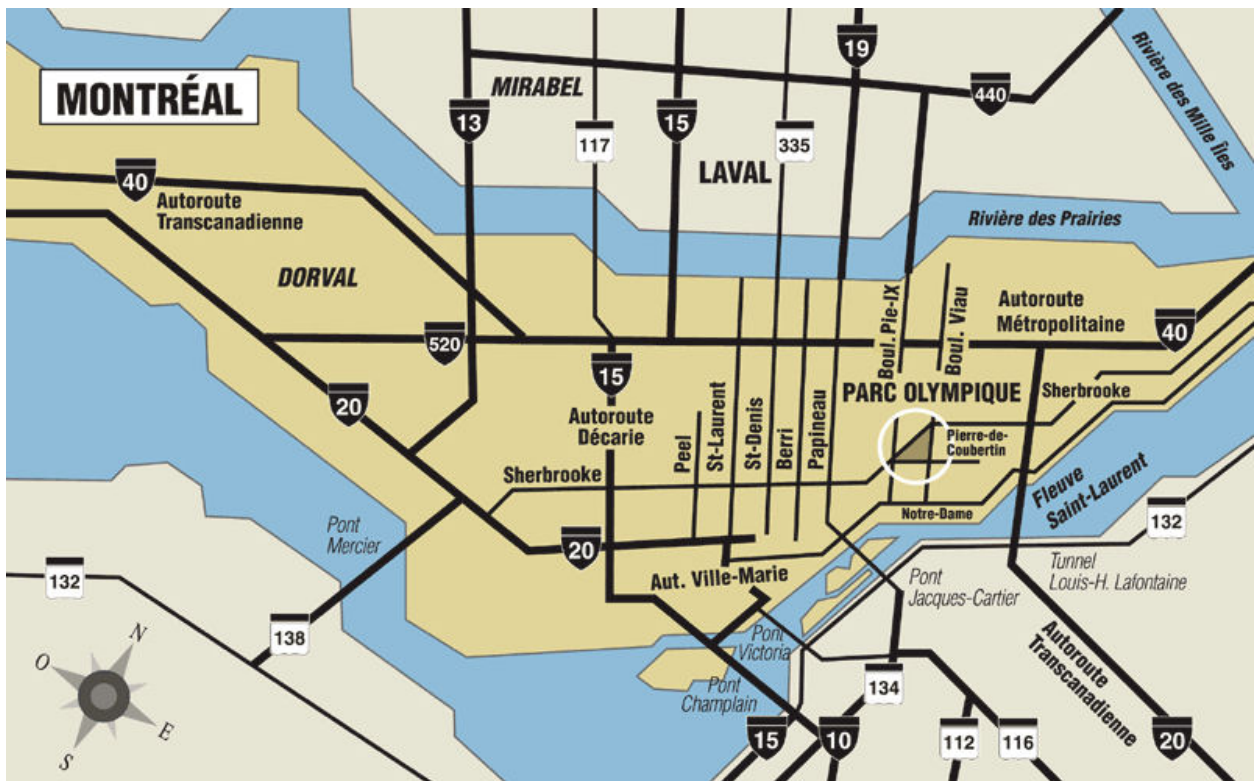 MONTRÉAL
13
MIRABEL
117
15
19
335
440
LAVAL
Rivière des Mille Îles
Rivière des Prairies
40
Autoroute
Transcanadienne
DORVAL
520
15
Autoroute
Décarie
20
Peel
St-Laurent
St-Denis
Berri
Papineau
Boul. Pie-IX
Boul. Viau
Autoroute
Métropolitaine
40
PARC OLYMPIQUE
Sherbrooke
Pierre-de-
Coubertin
Sherbrooke
Notre-Dame
Fleuve
Saint-Laurent
132
Pont
Mercier
20
Aut. Ville-Marie
Pont
Jacques-Cartier
Tunnel
Louis-H. Lafontaine
132
138
Pont
Victoria
Pont
Champlain
134
Autoroute
Transcanadienne
15
10
112
116
20
N
O
E
S